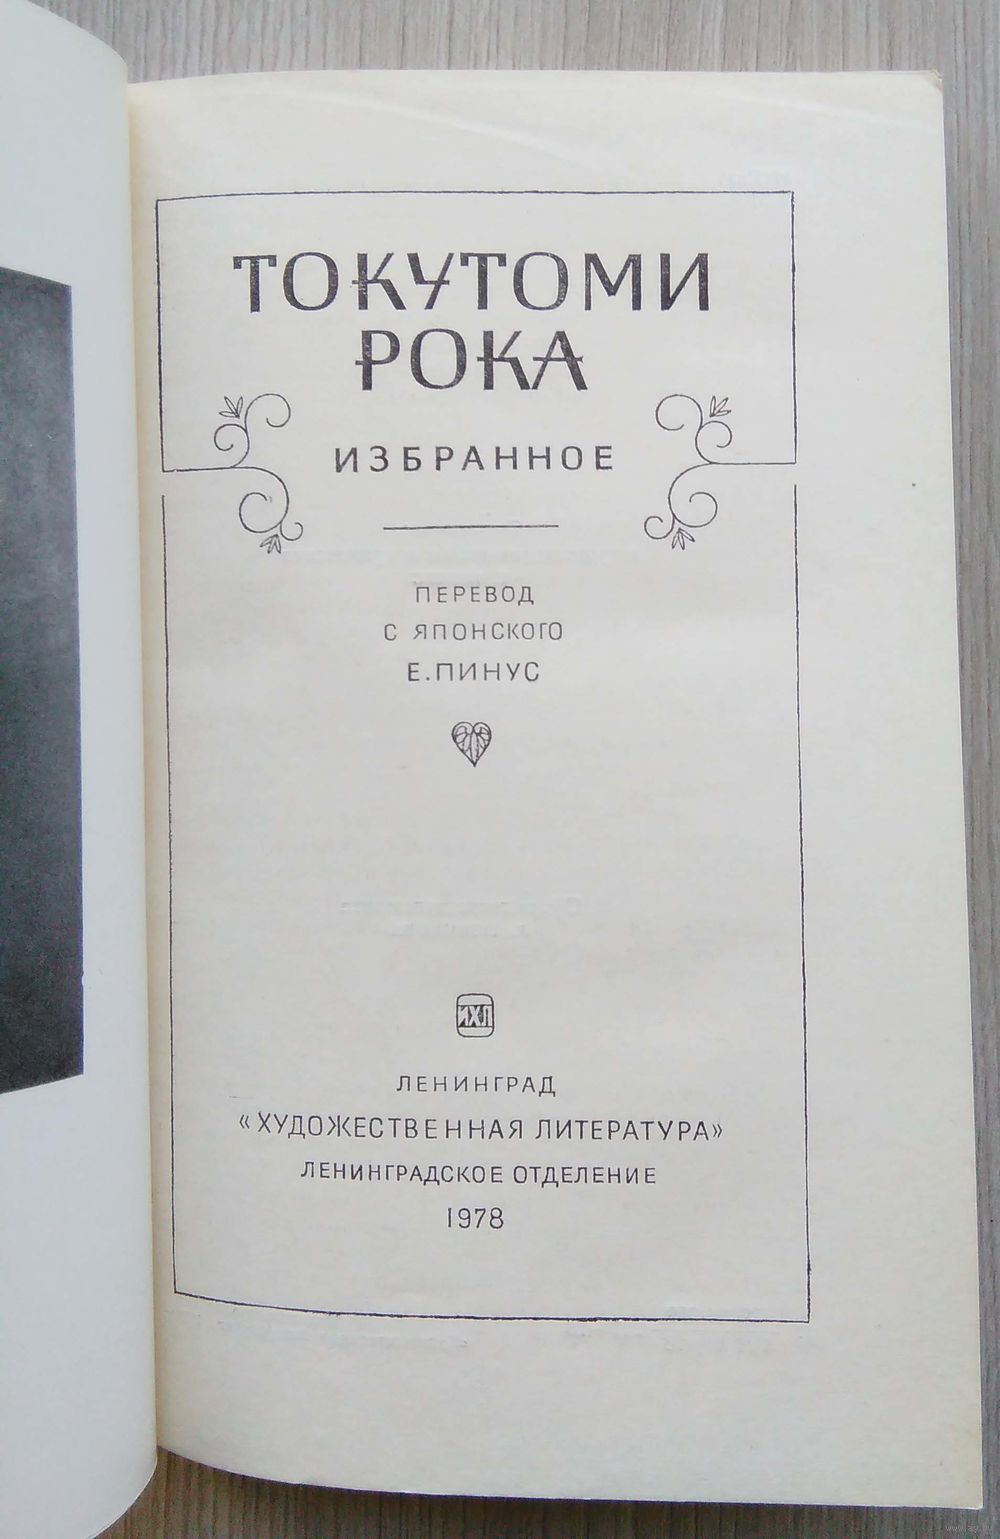 ТОКУТОМИ
РОКА
ИЗБРАННОЕ
ПЕРЕВОД
С ЯПОНСКОГО
Е.ПИНУС
ИХЛ
ЛЕНИНГРАД
«ХУДОЖЕСТВЕННАЯ ЛИТЕРАТУРА»
ЛЕНИНГРАДСКОЕ ОТДЕЛЕНИЕ
1978